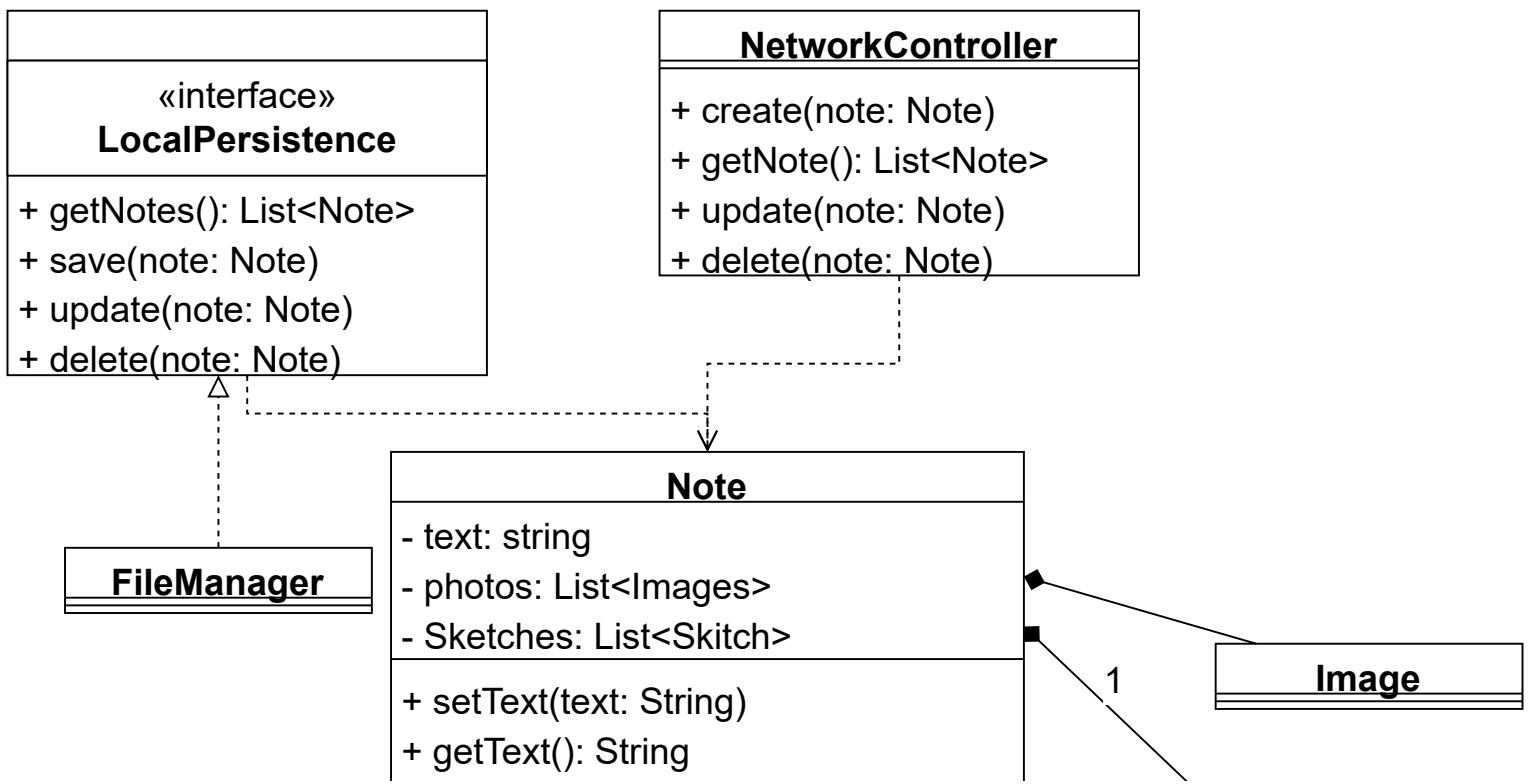 «interface»
LocalPersistence
+ getNotes(): List<Note>
+ save(note: Note)
+ update(note: Note)
+ delete(note: Note)
NetworkController
+ create(note: Note)
+ getNote(): List<Note>
+ update(note: Note)
+ delete(note: Note)
FileManager
Note
- text: string
- photos: List<Images>
- Sketches: List<Skitch>
+ setText(text: String)
+ getText(): String
1
Image